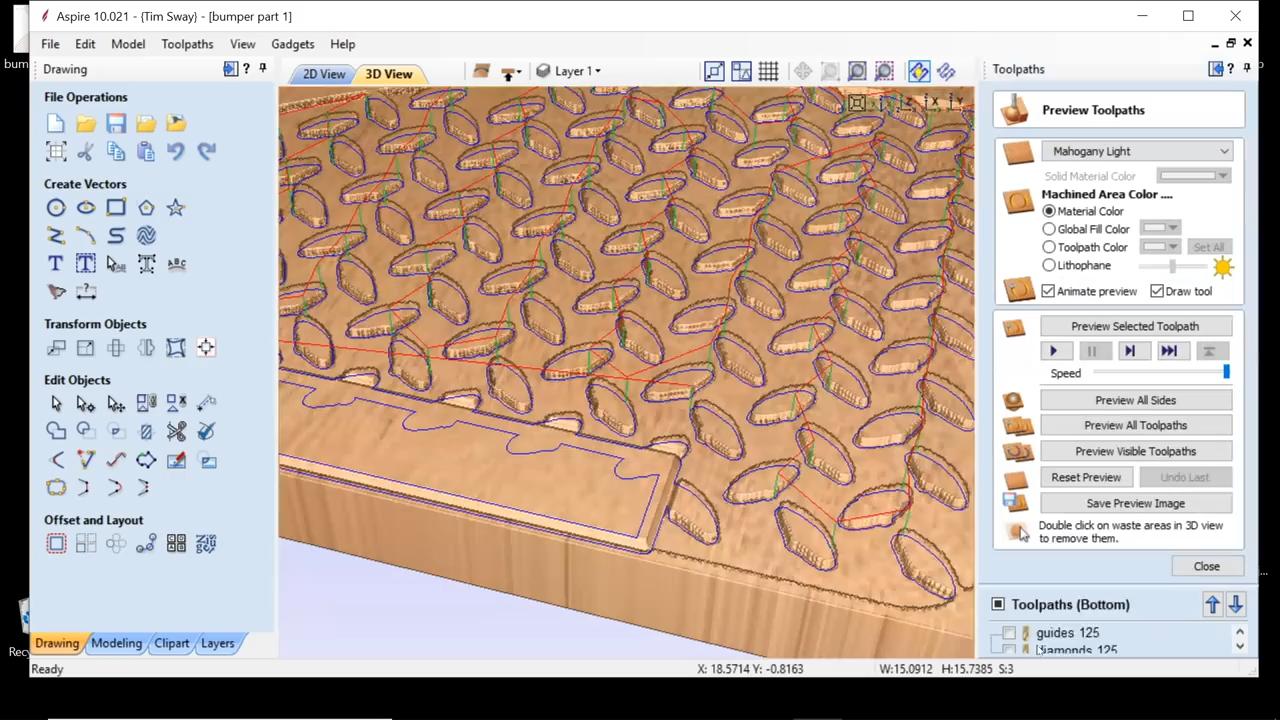 Aspire 10.021 - {Tim Sway} - [bumper part 1]
File Edit Model Toolpaths View Gadgets Help
Drawing
2D View 3D View
Layer 1
Toolpaths
File Operations
Create Vectors
Transform Objects
Edit Objects
Offset and Layout
Drawing Modeling Clipart Layers
Preview Toolpaths
Mahogany Light
Solid Material Color
Machined Area Color ....
Material Color
Global Fill Color
Toolpath Color Set All
Lithophane
Animate preview Draw tool
Preview Selected Toolpath
Speed
Preview All Sides
Preview All Toolpaths
Preview Visible Toolpaths
Reset Preview Undo Last
Save Preview Image
Double click on waste areas in 3D view
to remove them.
Close
Toolpaths (Bottom)
guides 125
diamonds 125
Ready
X: 18.5714 Y: -0.8163
W:15.0912 H:15.7385 S:3
bum
Recy